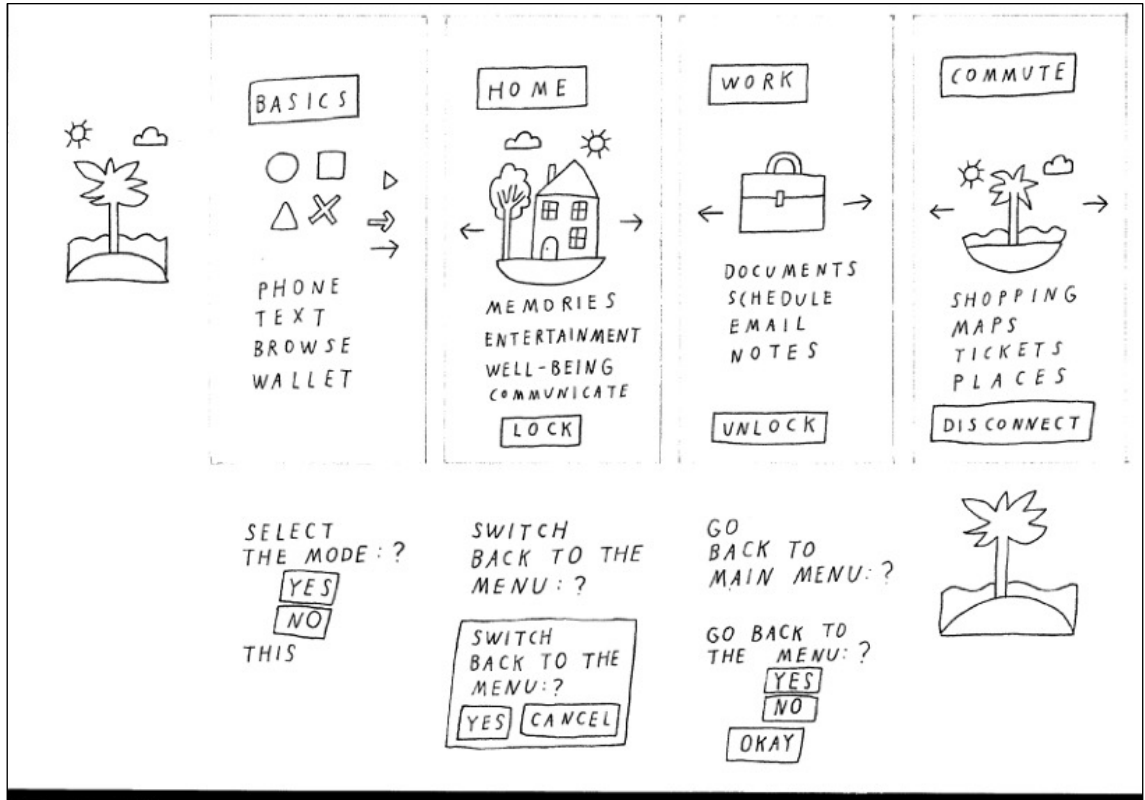 BASICS
PHONE
TEXT
BROWSE
WALLET
HOME
MEMORIES
ENTERTAINMENT
WELL-BEING
COMMUNICATE
LOCK
WORK
DOCUMENTS
SCHEDULE
EMAIL
NOTES
UNLOCK
COMMUTE
SHOPPING
MAPS
TICKETS
PLACES
DISCONNECT
SELECT
THE MODE:?
YES
NO
THIS
SWITCH
BACK TO THE
MENU:?
SWITCH
BACK TO THE
MENU:?
YES CANCEL
GO
BACK TO
MAIN MENU:?
GO BACK TO
THE MENU:?
YES
NO
OKAY